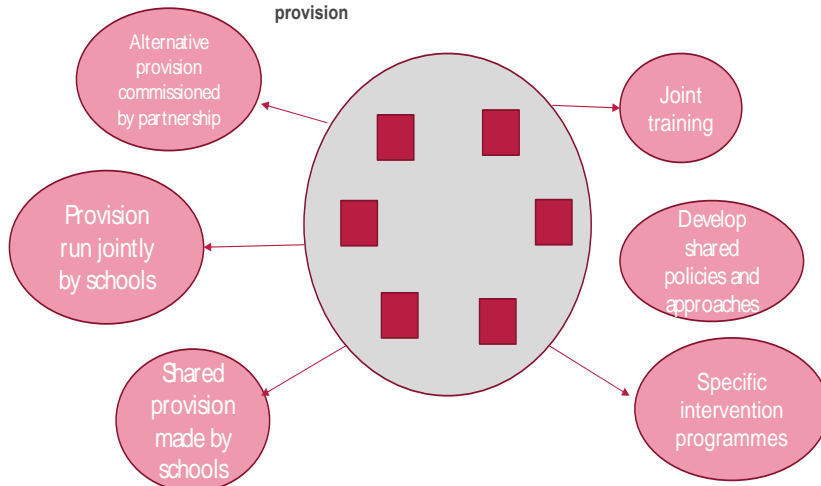 provision
Alternative
provision
commissioned
by partnership
Joint
training
Provision
run jointly
by schools
Develop
shared
policies and
approaches
Shared
provision
made by
schools
Specific
intervention
programmes